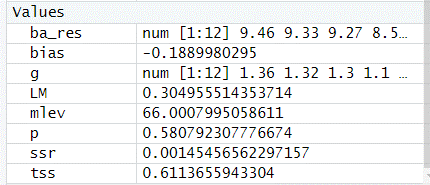 Values
ba_res num [1:12] 9.46 9.33 9.27 8.5…
bias -0.1889980295
g num [1:12] 1.36 1.32 1.3 1.1 …
LM 0.304955514353714
mlev 66.0007995058611
p 0.580792307776674
ssr 0.00145456562297157
tss 0.6113655943304